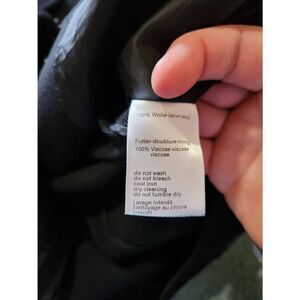 100% Wolle-laine-wool
Futter-doublure-lining
100% Viscose-viscose
viscose
do not wash
do not bleach
cool iron
dry cleaning
do not tumble dry
Lavage interdit
Nettoyage au chlore
interdit